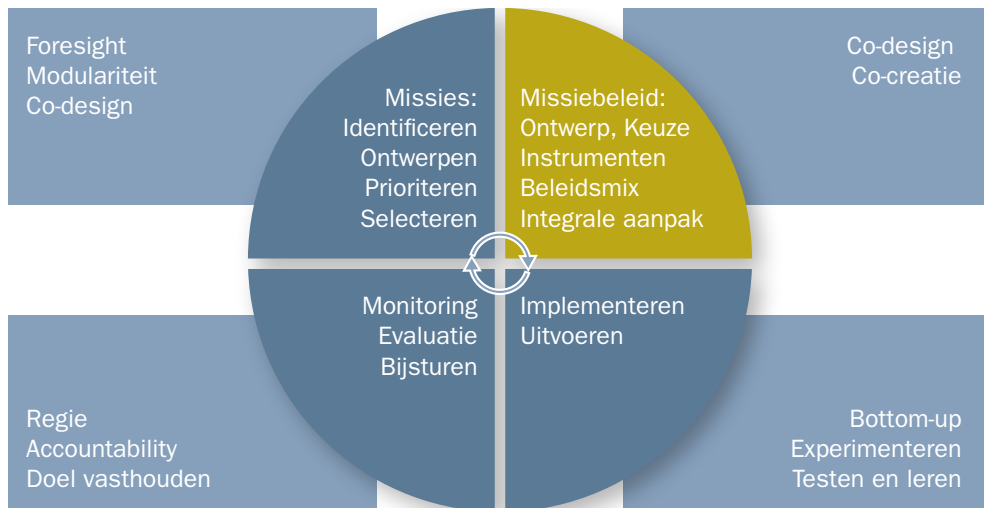 Foresight
Modulariteit
Co-design
Missies:
Identificeren
Ontwerpen
Prioriteren
Selecteren
Missiebeleid:
Ontwerp, Keuze
Instrumenten
Beleidsmix
Integrale aanpak
Co-design
Co-creatie
Regie
Accountability
Doel vasthouden
Monitoring
Evaluatie
Bijsturen
Implementeren
Uitvoeren
Bottom-up
Experimenteren
Testen en leren